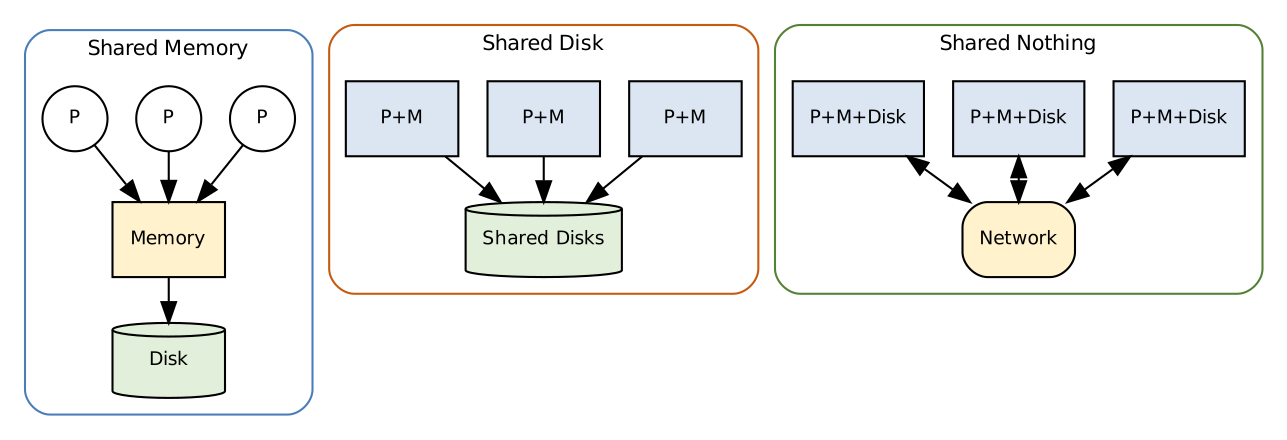 Shared Memory
P
P
P
Memory
Disk
Shared Disk
P+M
P+M
P+M
Shared Disks
Shared Nothing
P+M+Disk
P+M+Disk
P+M+Disk
Network